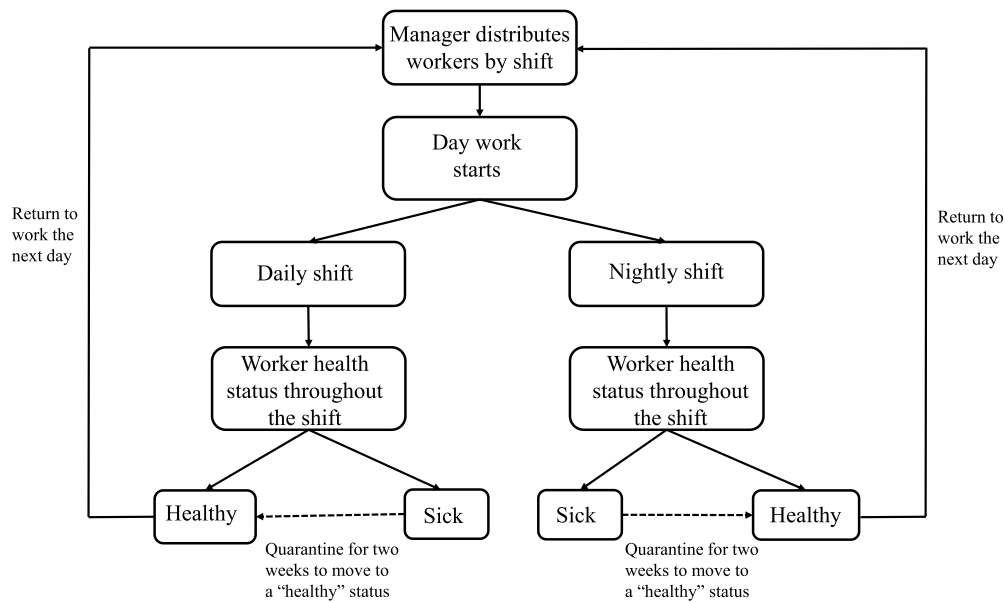 Manager distributes
workers by shift
Day work
starts
Return to
work the
next day
Return to
work the
next day
Daily shift
Nightly shift
Worker health
status throughout
the shift
Worker health
status throughout
the shift
Healthy
Sick
Sick
Healthy
Quarantine for two
weeks to move to
a “healthy” status
Quarantine for two
weeks to move to
a “healthy” status